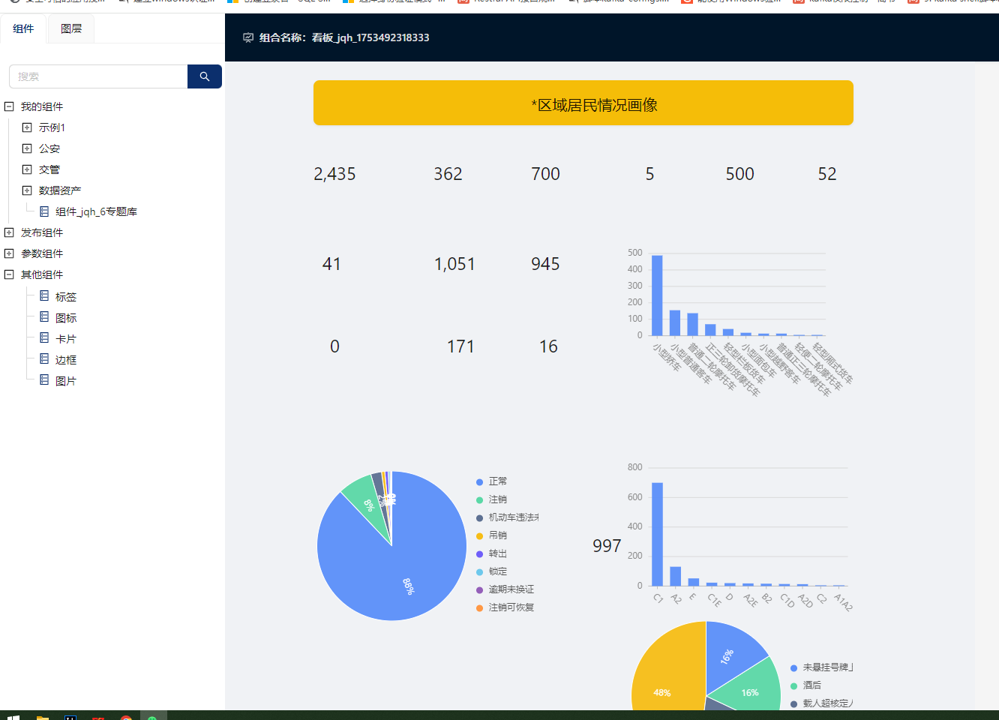 组件 图层
组合名称：看板_jqh_1753492318333
搜索
我的组件
示例1
公安
交管
数据资产
组件_jqh_6专题库
发布组件
参数组件
其他组件
标签
图标
卡片
边框
图片
*区域居民情况画像
2,435 362 700 5 500 52
41 1,051 945
0 171 16
500
400
300
200
100
0
小型轿车
小型普通客车
普通二轮摩托车
正三轮卸货摩托车
轻型栏板货车
小型面包车
小型越野客车
普通正三轮摩托车
轻便二轮摩托车
轻型厢式货车
88%
8%
2%
正常
注销
机动车违法未
吊销
转出
锁定
逾期未换证
注销可恢复
997
800
600
400
200
0
C1
A2
E
C1E
D
A2E
B2
C1D
A2D
C2
A1A2
16%
16%
48%
未悬挂号牌上
酒后
载人超核定人